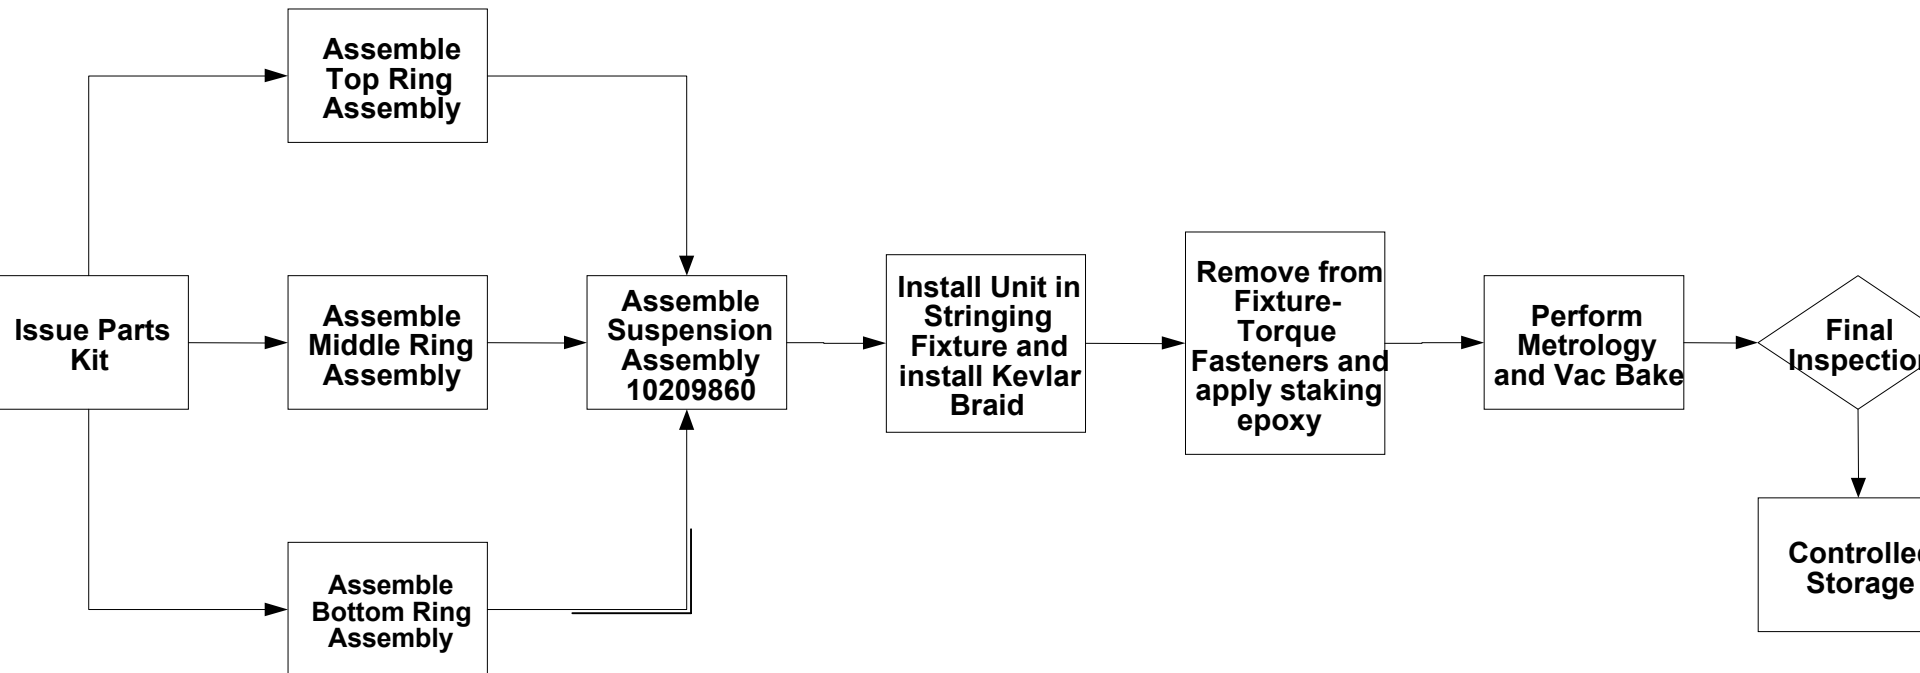 Assemble
Top Ring
Assembly
Issue Parts
Kit
Assemble
Middle Ring
Assembly
Assemble
Bottom Ring
Assembly
Assemble
Suspension
Assembly
10209860
Install Unit in
Stringing
Fixture and
install Kevlar
Braid
Remove from
Fixture-
Torque
Fasteners and
apply staking
epoxy
Perform
Metrology
and Vac Bake
Final
Inspection
Controlled
Storage